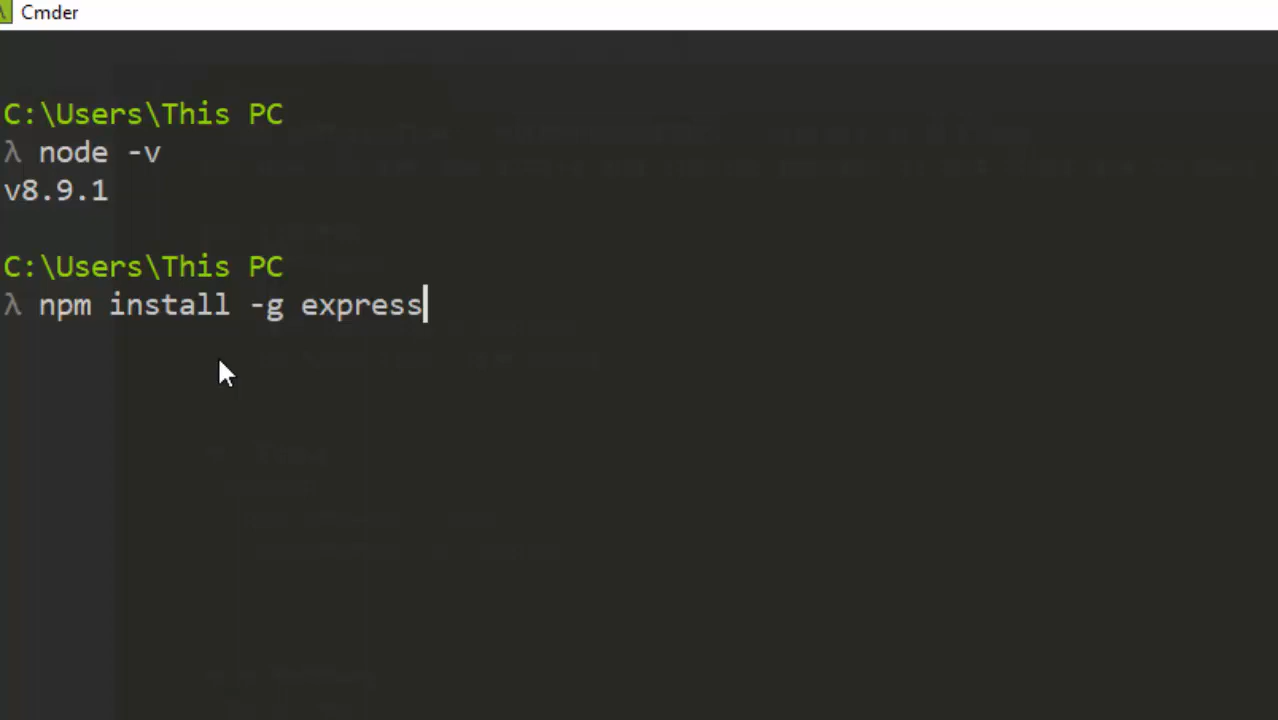 Cmder
C:\Users\This PC
λ node -v
v8.9.1
C:\Users\This PC
λ npm install -g express